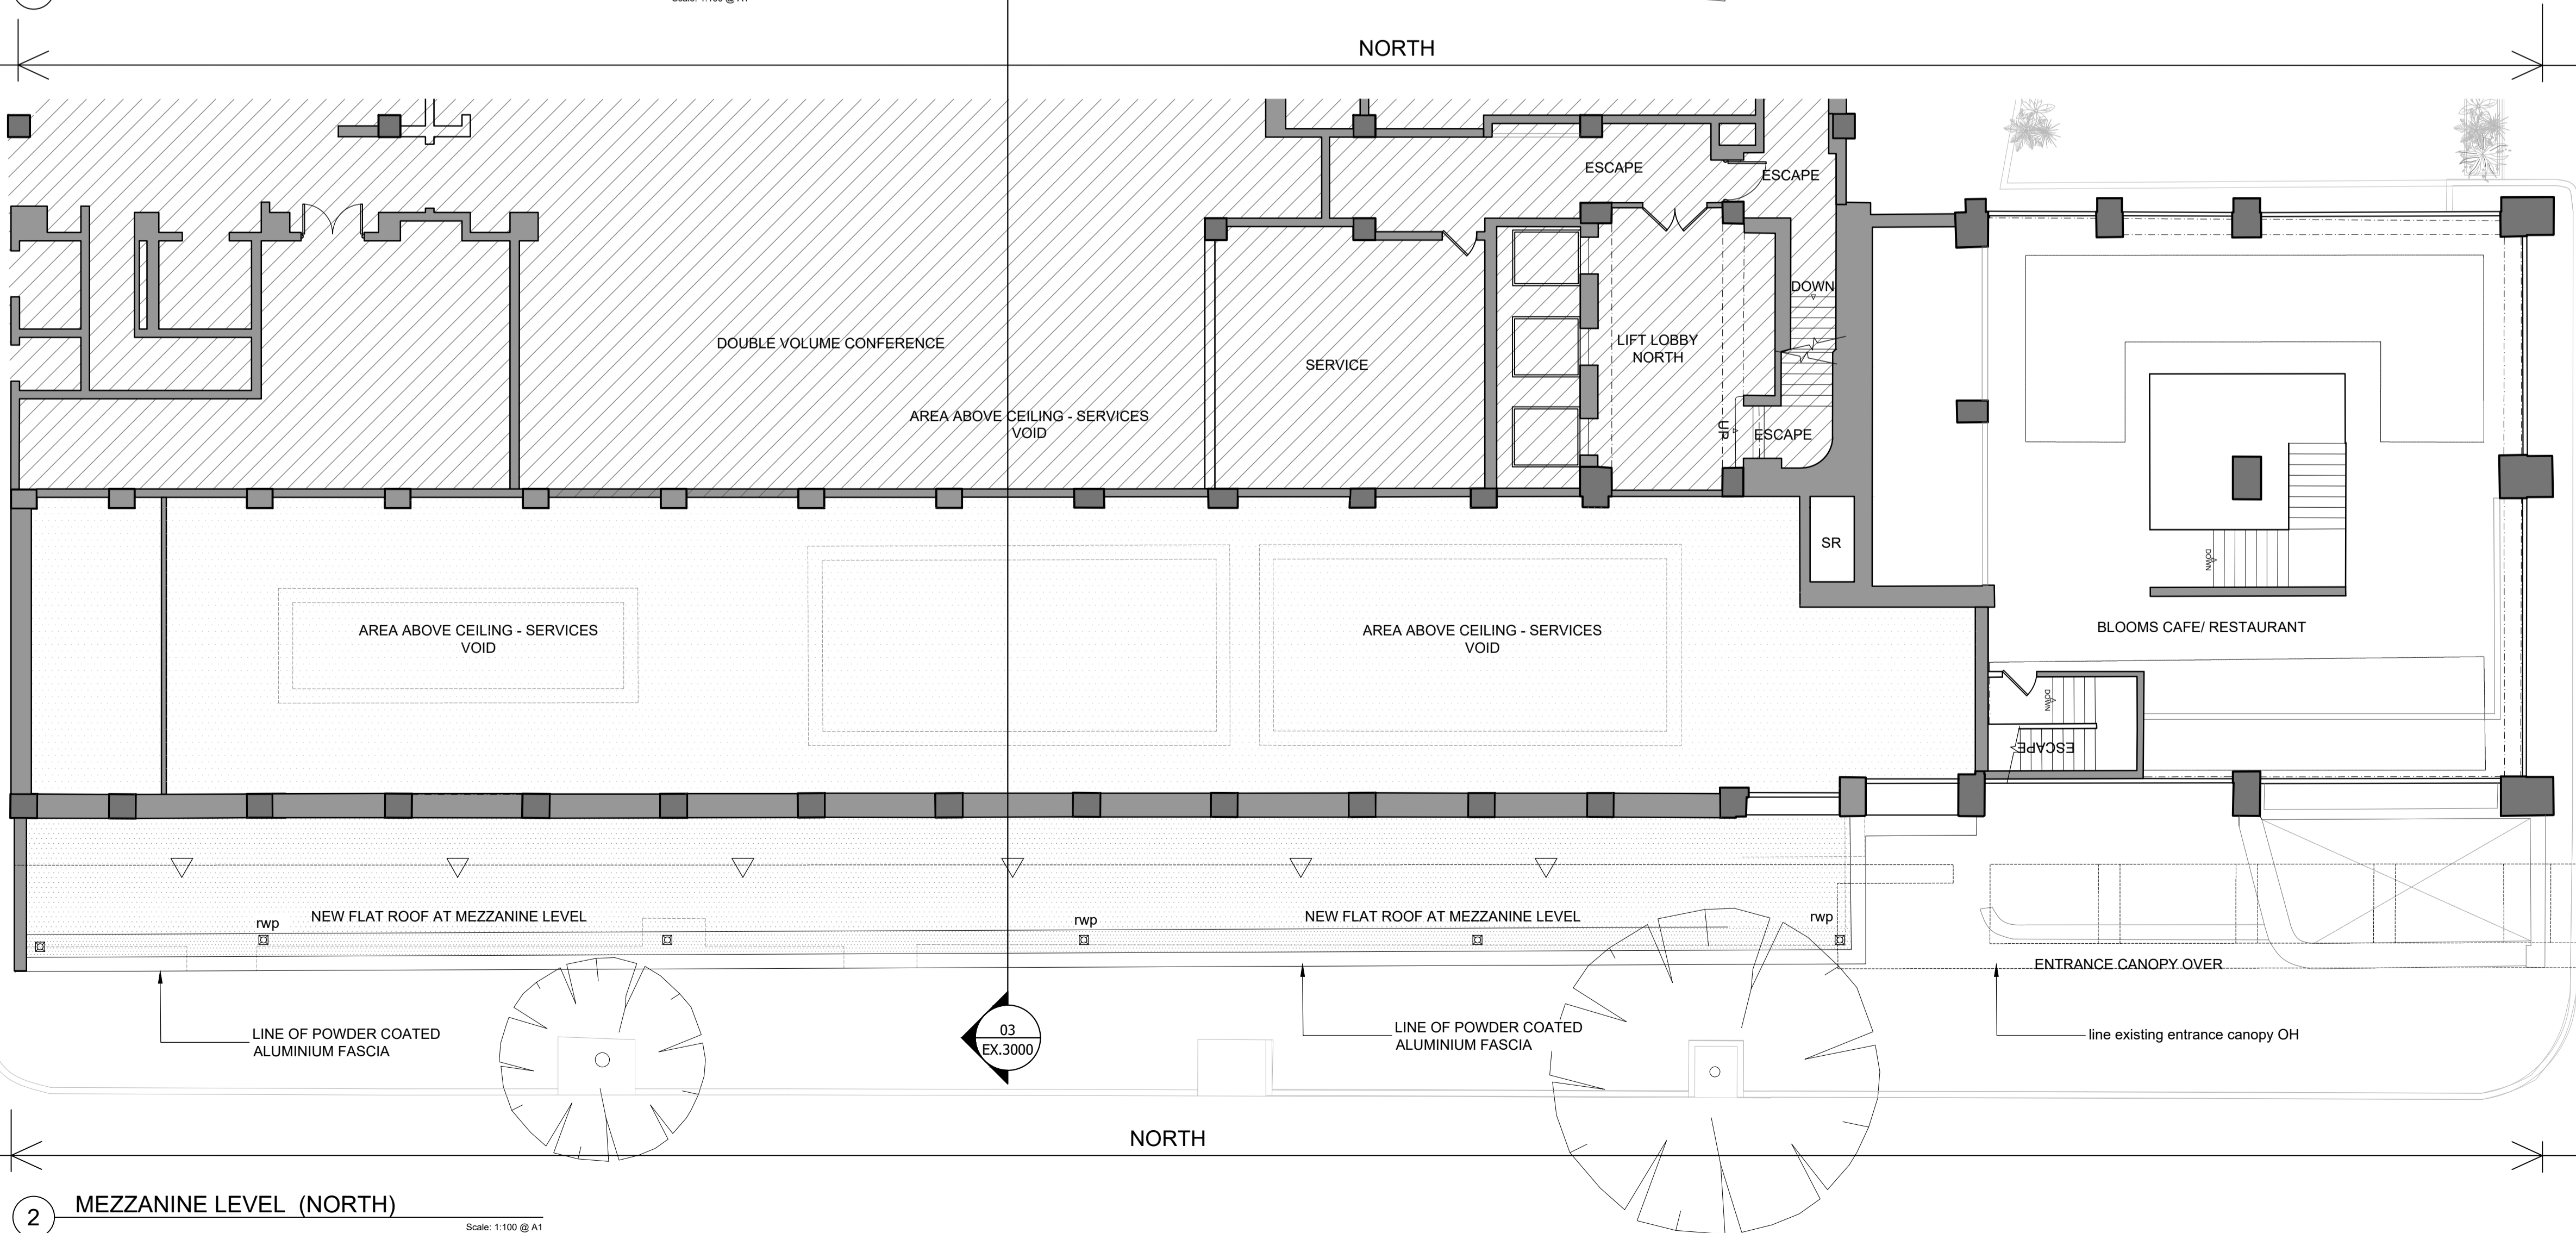 NORTH
ESCAPE
ESCAPE
DOWN
DOUBLE VOLUME CONFERENCE
LIFT LOBBY
NORTH
SERVICE
AREA ABOVE CEILING - SERVICES
VOID
UP
ESCAPE
SR
DOWN
AREA ABOVE CEILING - SERVICES
VOID
AREA ABOVE CEILING - SERVICES
VOID
BLOOMS CAFE/ RESTAURANT
DOWN
ESCAPE
NEW FLAT ROOF AT MEZZANINE LEVEL
NEW FLAT ROOF AT MEZZANINE LEVEL
rwp
rwp
rwp
ENTRANCE CANOPY OVER
LINE OF POWDER COATED
ALUMINIUM FASCIA
03
EX.3000
LINE OF POWDER COATED
ALUMINIUM FASCIA
line existing entrance canopy OH
NORTH
2
MEZZANINE LEVEL (NORTH)
Scale: 1:100 @ A1